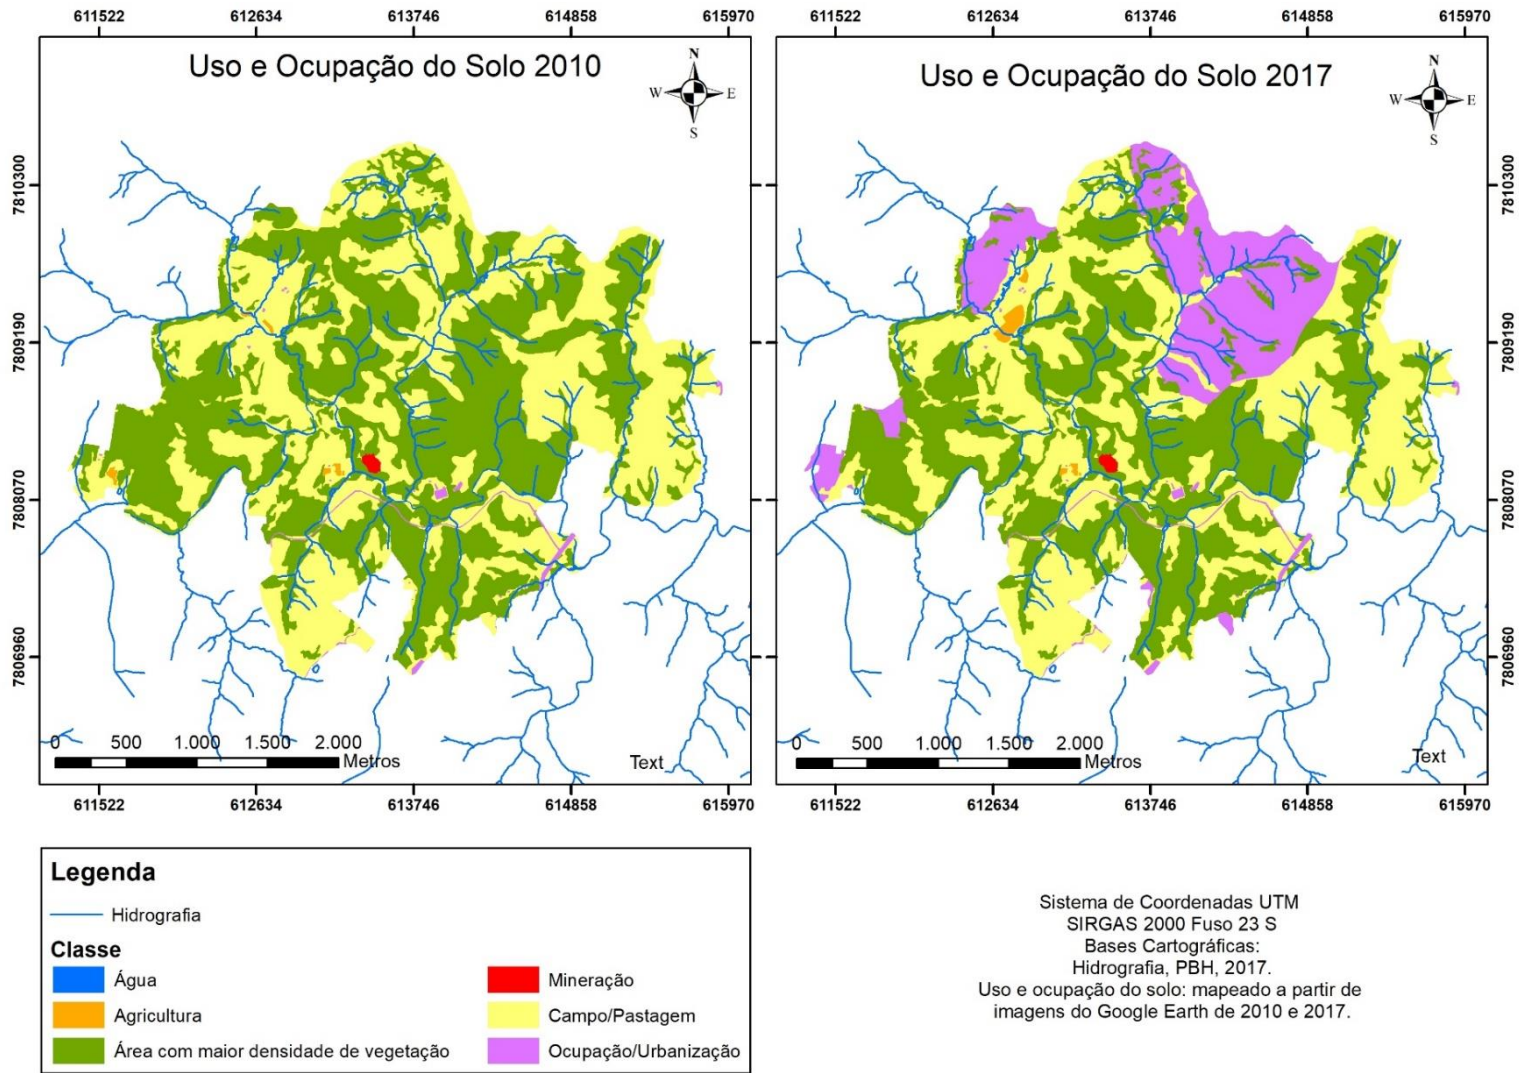 611522 612634 613746 614858 615970
611522 612634 613746 614858 615970
Uso e Ocupação do Solo 2010
N
W E
S
Uso e Ocupação do Solo 2017
N
W E
S
7810300
7809190
7808070
7806960
7810300
7809190
7808070
7806960
0 500 1.000 1.500 2.000
Metros
Text
0 500 1.000 1.500 2.000
Metros
Text
611522 612634 613746 614858 615970
611522 612634 613746 614858 615970
Legenda
Hidrografia
Classe
Água
Agricultura
Área com maior densidade de vegetação
Mineração
Campo/Pastagem
Ocupação/Urbanização
Sistema de Coordenadas UTM
SIRGAS 2000 Fuso 23 S
Bases Cartográficas:
Hidrografia, PBH, 2017.
Uso e ocupação do solo: mapeado a partir de
imagens do Google Earth de 2010 e 2017.